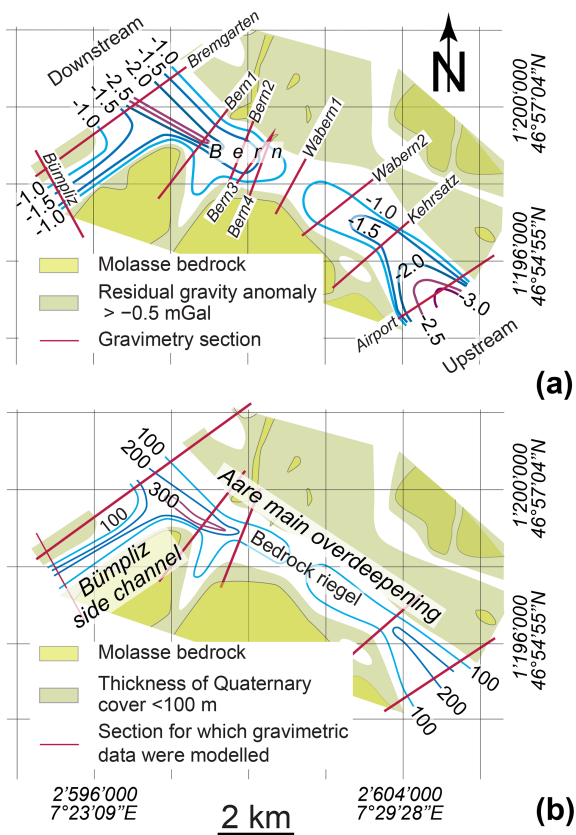 Downstream
-1.0
-1.5
-2.0
-2.5
-1.5
-1.0
Bremgarten
N
Bern1
Bern2
Wabern1
Bern
Bern3
Bern4
Wabern2
Kehrsatz
Bümpliz
-1.0
-1.5
-1.0
-1.0
-1.5
-2.0
-3.0
-2.5
Airport
Upstream
Molasse bedrock
Residual gravity anomaly
> −0.5 mGal
Gravimetry section
1'200'000
46°57'04"N
1'196'000
46°54'55"N
(a)
100
200
300
100
Aare main overdeepening
Bedrock riegel
Bümpliz
side channel
100
200
100
Molasse bedrock
Thickness of Quaternary
cover <100 m
Section for which gravimetric
data were modelled
1'200'000
46°57'04"N
1'196'000
46°54'55"N
2'596'000
7°23'09"E
2 km
2'604'000
7°29'28"E
(b)